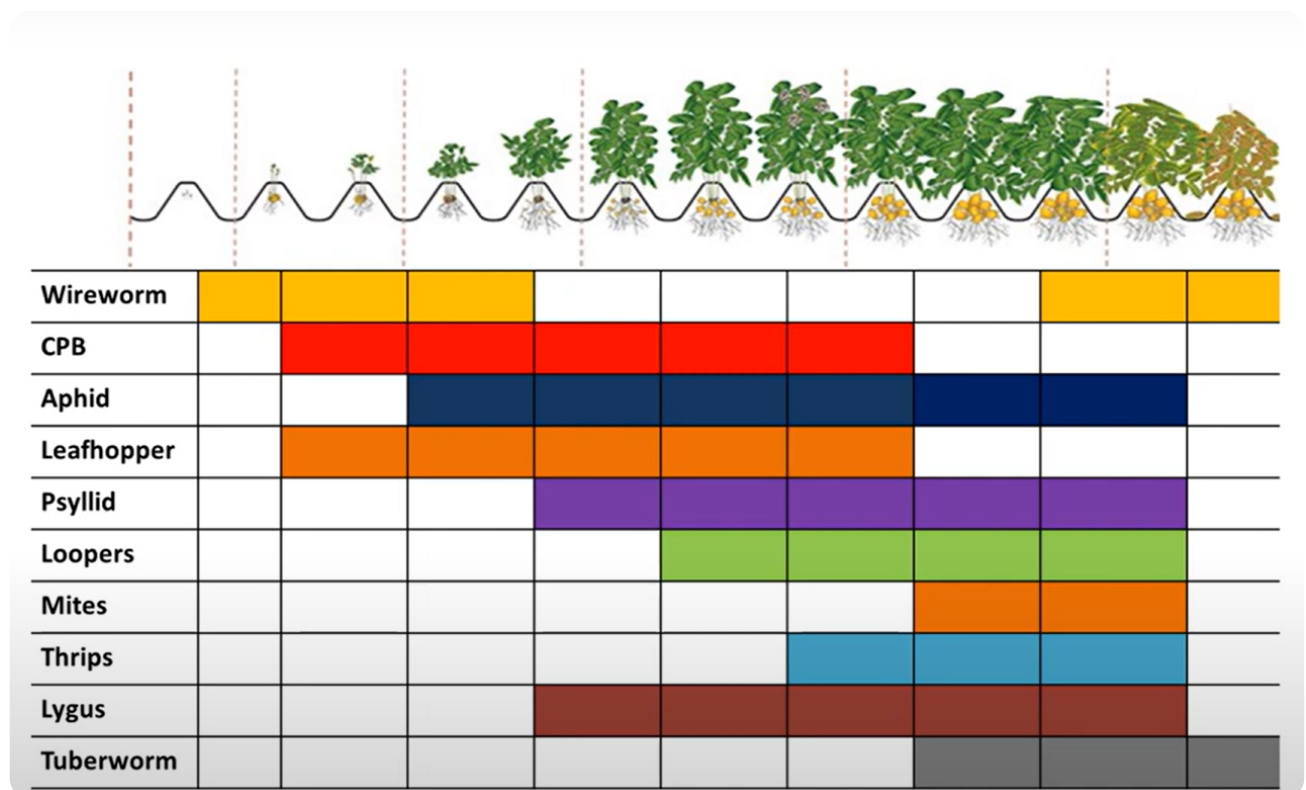 Wireworm
CPB
Aphid
Leafhopper
Psyllid
Loopers
Mites
Thrips
Lygus
Tuberworm